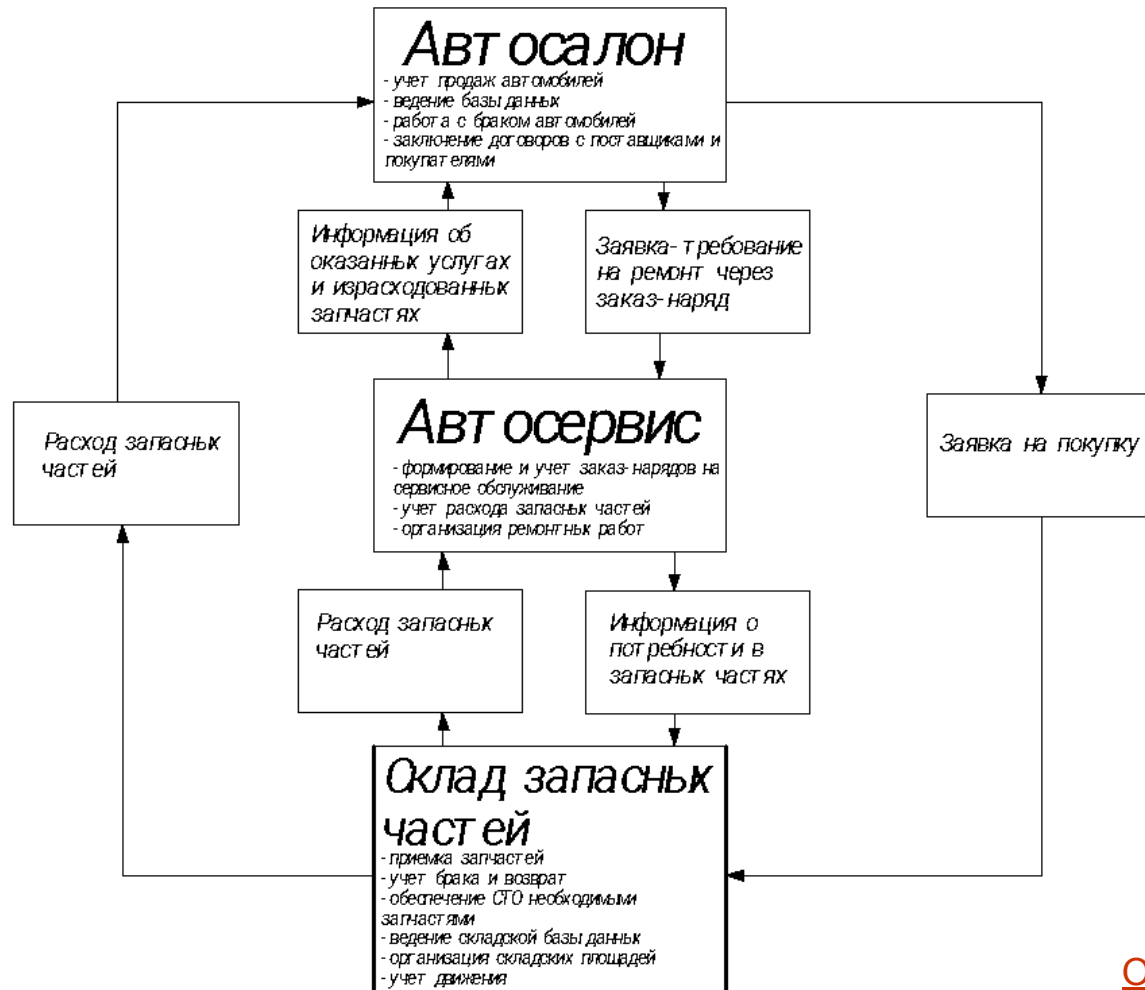 Автосалон
- учет продаж автомобилей
- ведение базы данных
- работа с браком автомобилей
- заключение договоров с поставщиками и
покупателями
Информация об
оказанных услугах
и израсходованных
запчастях
Заявка-требование
на ремонт через
заказ-наряд
Автосервис
- формирование и учет заказ-нарядов на
сервисное обслуживание
- учет расхода запасных частей
- организация ремонтных работ
Расход запасных
частей
Заявка на покупку
Расход запасных
частей
Информация о
потребности в
запасных частях
Склад запасных
частей
- приемка запчастей
- учет брака и возврат
- обеспечение СТО необходимыми
запчастями
- ведение складской базы данных
- организация складских площадей
- учет движения